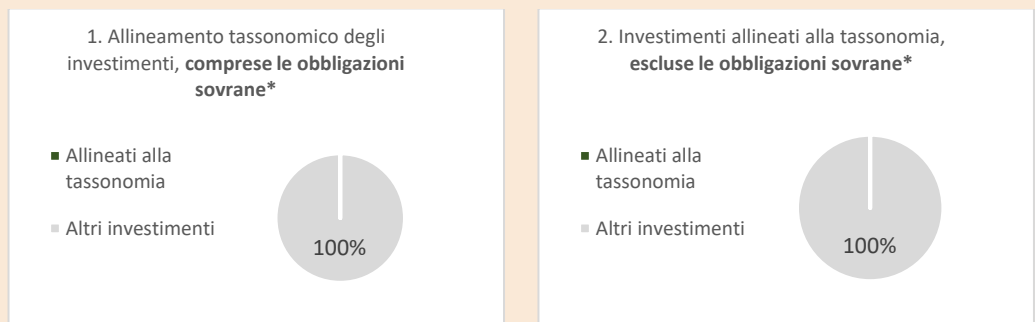 1. Allineamento tassonomico degli
investimenti, comprese le obbligazioni
sovrane*
Allineati alla
tassonomia
Altri investimenti
100%
2. Investimenti allineati alla tassonomia,
escluse le obbligazioni sovrane*
Allineati alla
tassonomia
Altri investimenti
100%